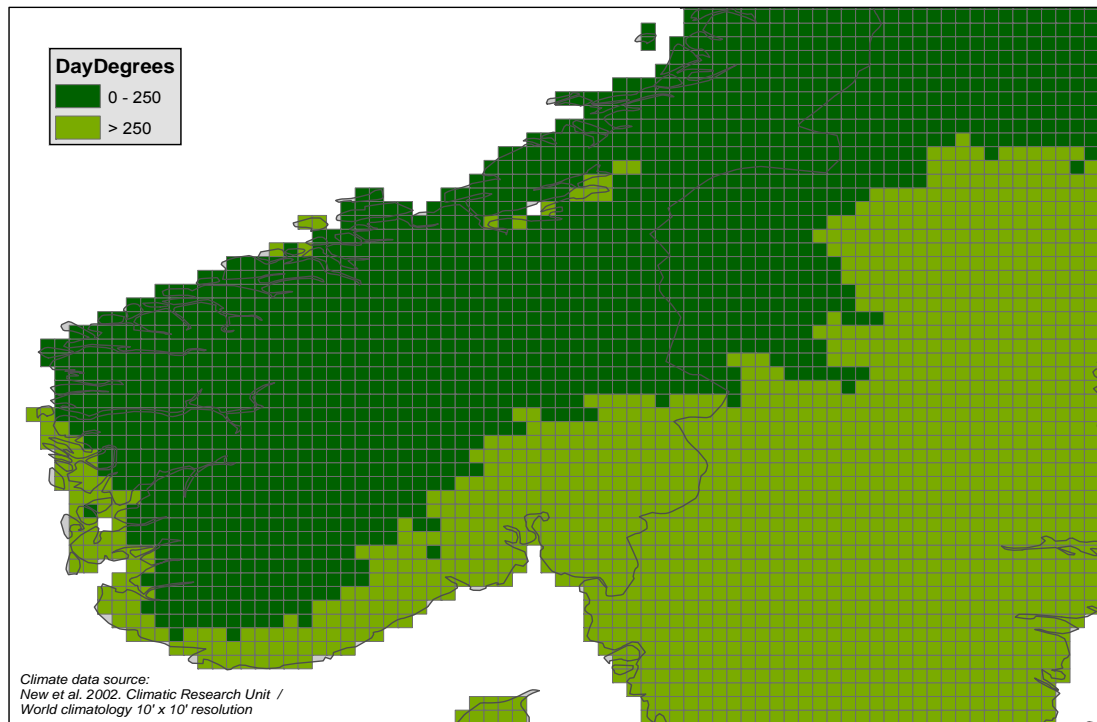 DayDegrees
0 - 250
> 250
Climate data source:
New et al. 2002. Climatic Research Unit /
World climatology 10' x 10' resolution